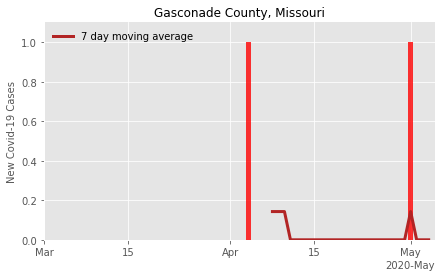 Gasconade County, Missouri
7 day moving average
New Covid-19 Cases
1.0
0.8
0.6
0.4
0.2
0.0
Mar 15 Apr 15 May
2020-May